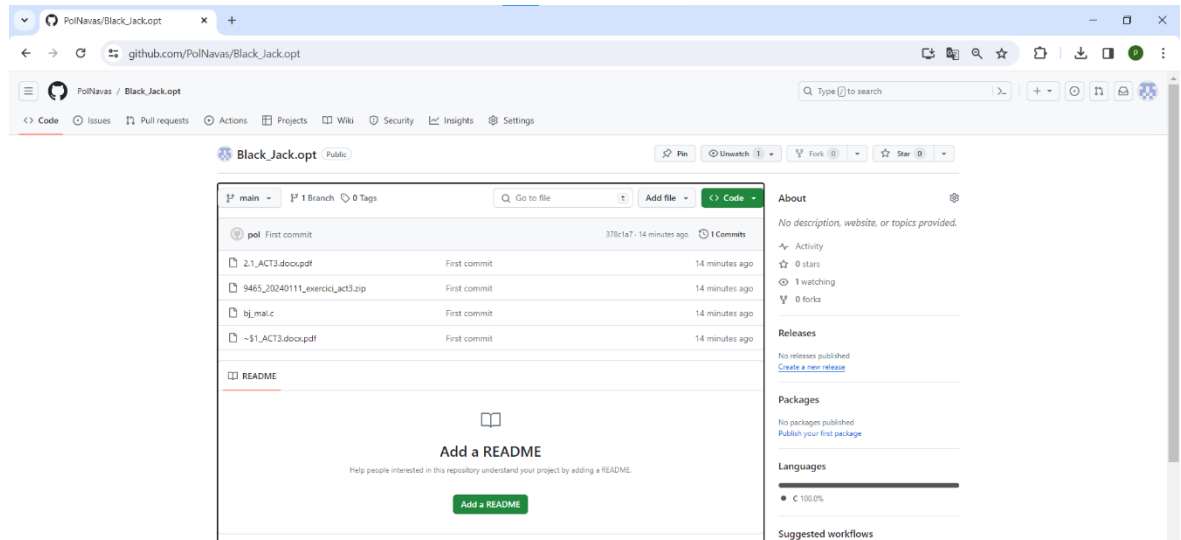 PolNavas/Black_Jack.opt
github.com/PolNavas/Black_Jack.opt
P
PolNavas / Black_Jack.opt
Type / to search
<> Code Issues Pull requests Actions Projects Wiki Security Insights Settings
Black_Jack.opt Public
Pin Unwatch 1 Fork 0 Star 0
main 1 Branch 0 Tags Go to file t Add file <> Code
pol First commit 378c1a7 · 14 minutes ago 1 Commits
2.1_ACT3.docx.pdf First commit 14 minutes ago
9465_20240111_exercici_act3.zip First commit 14 minutes ago
bj_mal.c First commit 14 minutes ago
~$1_ACT3.docx.pdf First commit 14 minutes ago
README
Add a README
Help people interested in this repository understand your project by adding a README.
Add a README
About
No description, website, or topics provided.
Activity
0 stars
1 watching
0 forks
Releases
No releases published
Create a new release
Packages
No packages published
Publish your first package
Languages
C 100.0%
Suggested workflows